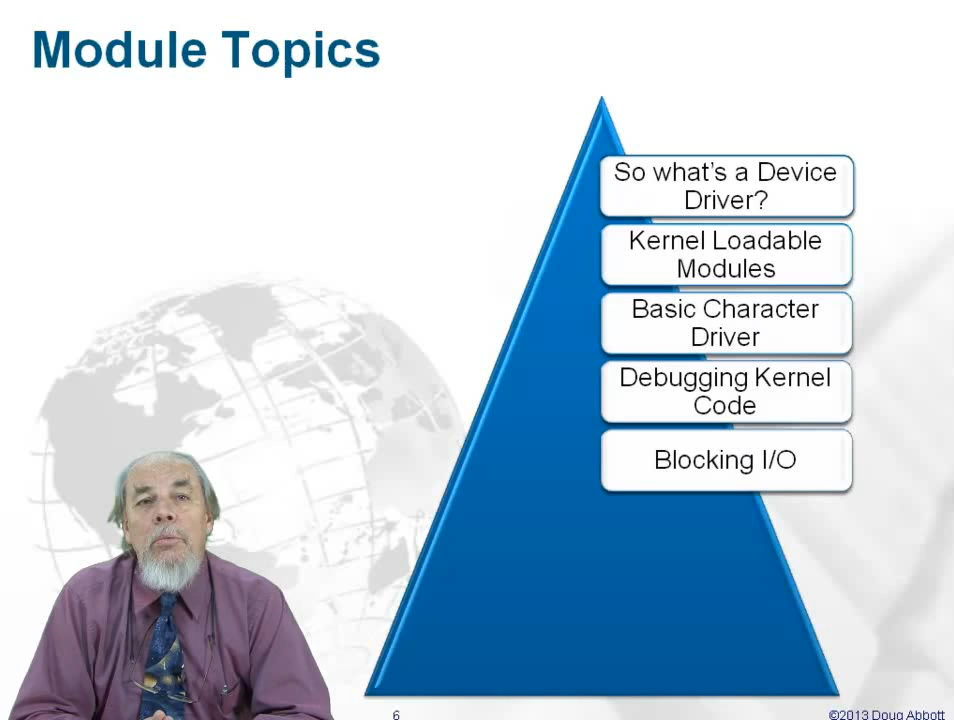 Module Topics
So what's a Device
Driver?
Kernel Loadable
Modules
Basic Character
Driver
Debugging Kernel
Code
Blocking I/O
6
©2013 Doug Abbott